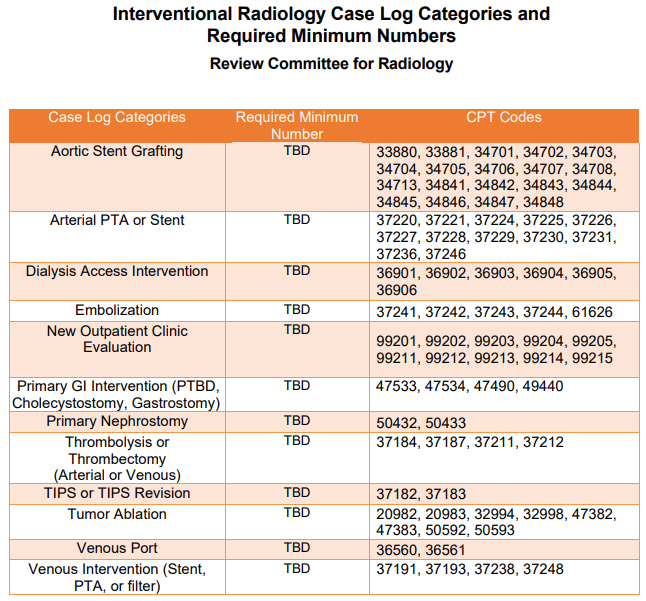 Interventional Radiology Case Log Categories and
Required Minimum Numbers
Review Committee for Radiology
Case Log Categories
Required Minimum
Number
CPT Codes
Aortic Stent Grafting
TBD
33880, 33881, 34701, 34702, 34703,
34704, 34705, 34706, 34707, 34708,
34713, 34841, 34842, 34843, 34844,
34845, 34846, 34847, 34848
Arterial PTA or Stent
TBD
37220, 37221, 37224, 37225, 37226,
37227, 37228, 37229, 37230, 37231,
37236, 37246
Dialysis Access Intervention
TBD
36901, 36902, 36903, 36904, 36905,
36906
Embolization
TBD
37241, 37242, 37243, 37244, 61626
New Outpatient Clinic
Evaluation
TBD
99201, 99202, 99203, 99204, 99205,
99211, 99212, 99213, 99214, 99215
Primary GI Intervention (PTBD,
Cholecystostomy, Gastrostomy)
TBD
47533, 47534, 47490, 49440
Primary Nephrostomy
TBD
50432, 50433
Thrombolysis or
Thrombectomy
(Arterial or Venous)
TBD
37184, 37187, 37211, 37212
TIPS or TIPS Revision
TBD
37182, 37183
Tumor Ablation
TBD
20982, 20983, 32994, 32998, 47382,
47383, 50592, 50593
Venous Port
TBD
36560, 36561
Venous Intervention (Stent,
PTA, or filter)
TBD
37191, 37193, 37238, 37248